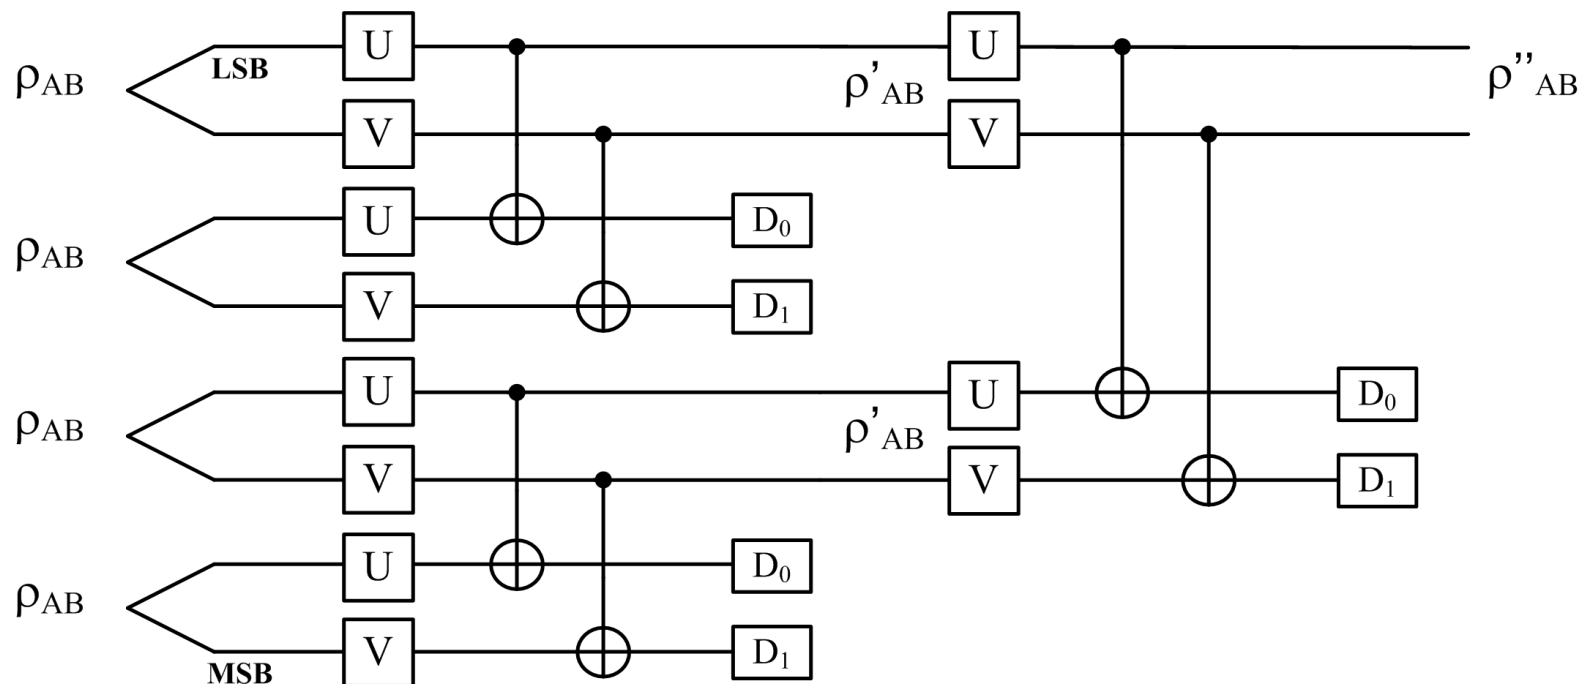 U U
ρAB LSB ρ'AB ρ''AB
V V
U D0
ρAB
V D1
U U D0
ρAB ρ'AB
V V D1
U D0
ρAB
V D1
MSB